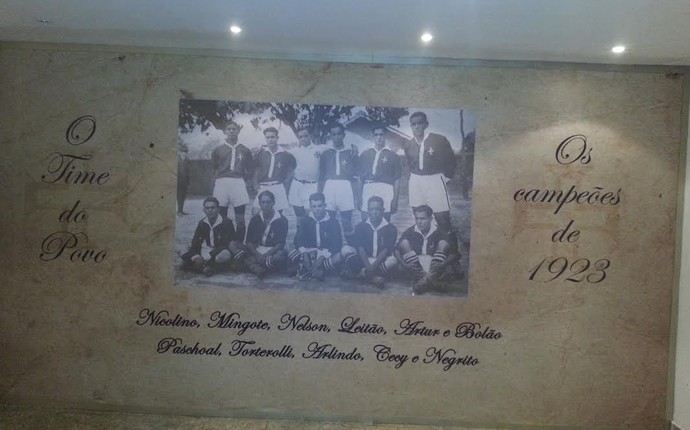 O
Time
do
Povo
Os
campeões
de
1923
Nicolino, Mingote, Nelson, Leitão, Artur e Bolão
Paschoal, Torterolli, Arlindo, Cecy e Negrito